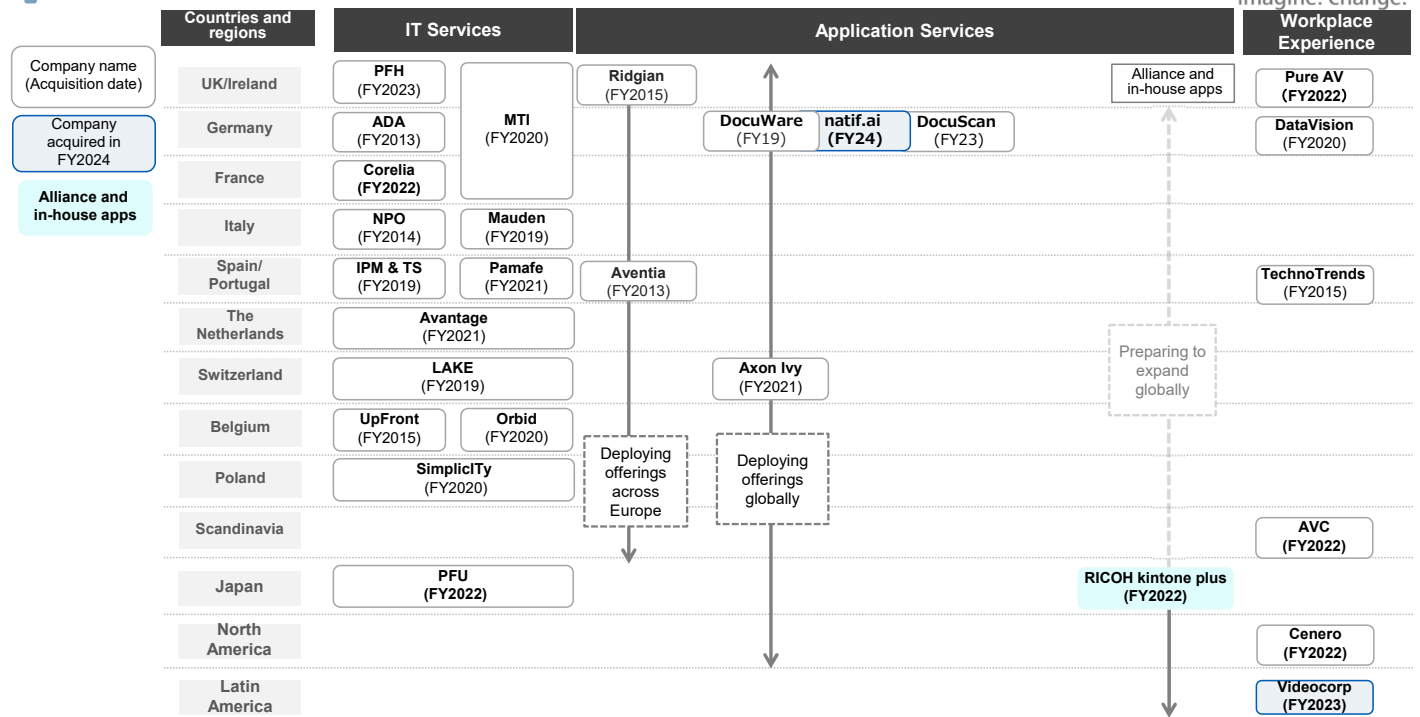 imagine. change.
Countries and
regions
IT Services
Application Services
Workplace
Experience
Company name
(Acquisition date)
Company
acquired in
FY2024
Alliance and
in-house apps
UK/Ireland
PFH
(FY2023)
MTI
(FY2020)
Ridgian
(FY2015)
Alliance and
in-house apps
Pure AV
(FY2022)
Germany
ADA
(FY2013)
DocuWare
(FY19)
natif.ai
(FY24)
DocuScan
(FY23)
DataVision
(FY2020)
France
Corelia
(FY2022)
Italy
NPO
(FY2014)
Mauden
(FY2019)
Spain/
Portugal
IPM & TS
(FY2019)
Pamafe
(FY2021)
Aventia
(FY2013)
TechnoTrends
(FY2015)
The
Netherlands
Avantage
(FY2021)
Preparing to
expand
globally
Switzerland
LAKE
(FY2019)
Axon Ivy
(FY2021)
Belgium
UpFront
(FY2015)
Orbid
(FY2020)
Deploying
offerings
across
Europe
Deploying
offerings
globally
Poland
SimplicITy
(FY2020)
Scandinavia
AVC
(FY2022)
Japan
PFU
(FY2022)
RICOH kintone plus
(FY2022)
North
America
Cenero
(FY2022)
Latin
America
Videocorp
(FY2023)